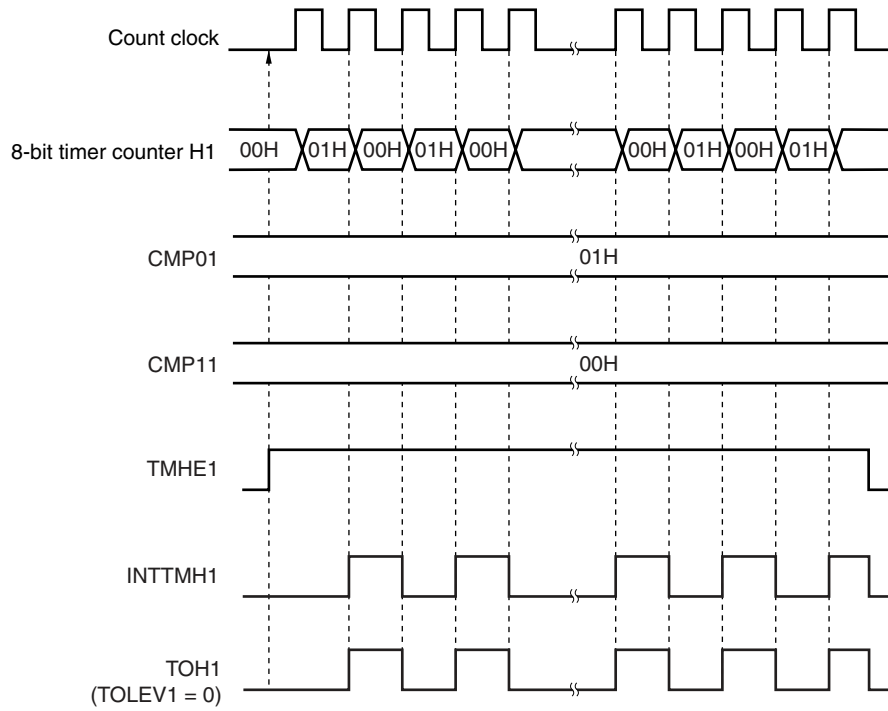 Count clock
8-bit timer counter H1 00H 01H 00H 01H 00H 00H 01H 00H 01H
CMP01 01H
CMP11 00H
TMHE1
INTTMH1
TOH1
(TOLEV1 = 0)